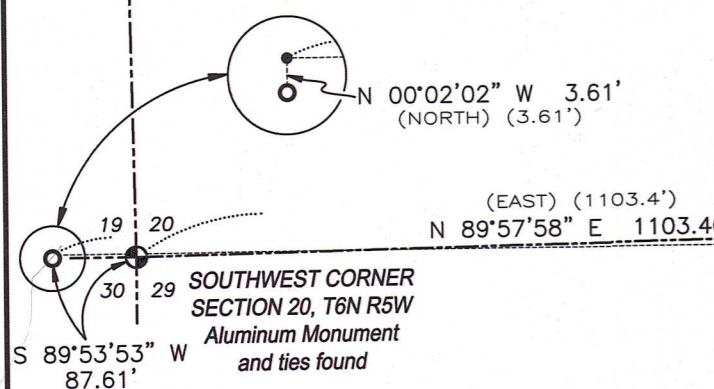 N 00°02'02" W 3.61'
(NORTH) (3.61')
(EAST) (1103.4')
N 89°57'58" E
19 20
30 29
SOUTHWEST CORNER
SECTION 20, T6N R5W
Aluminum Monument
and ties found
S 89°53'53" W
87.61'